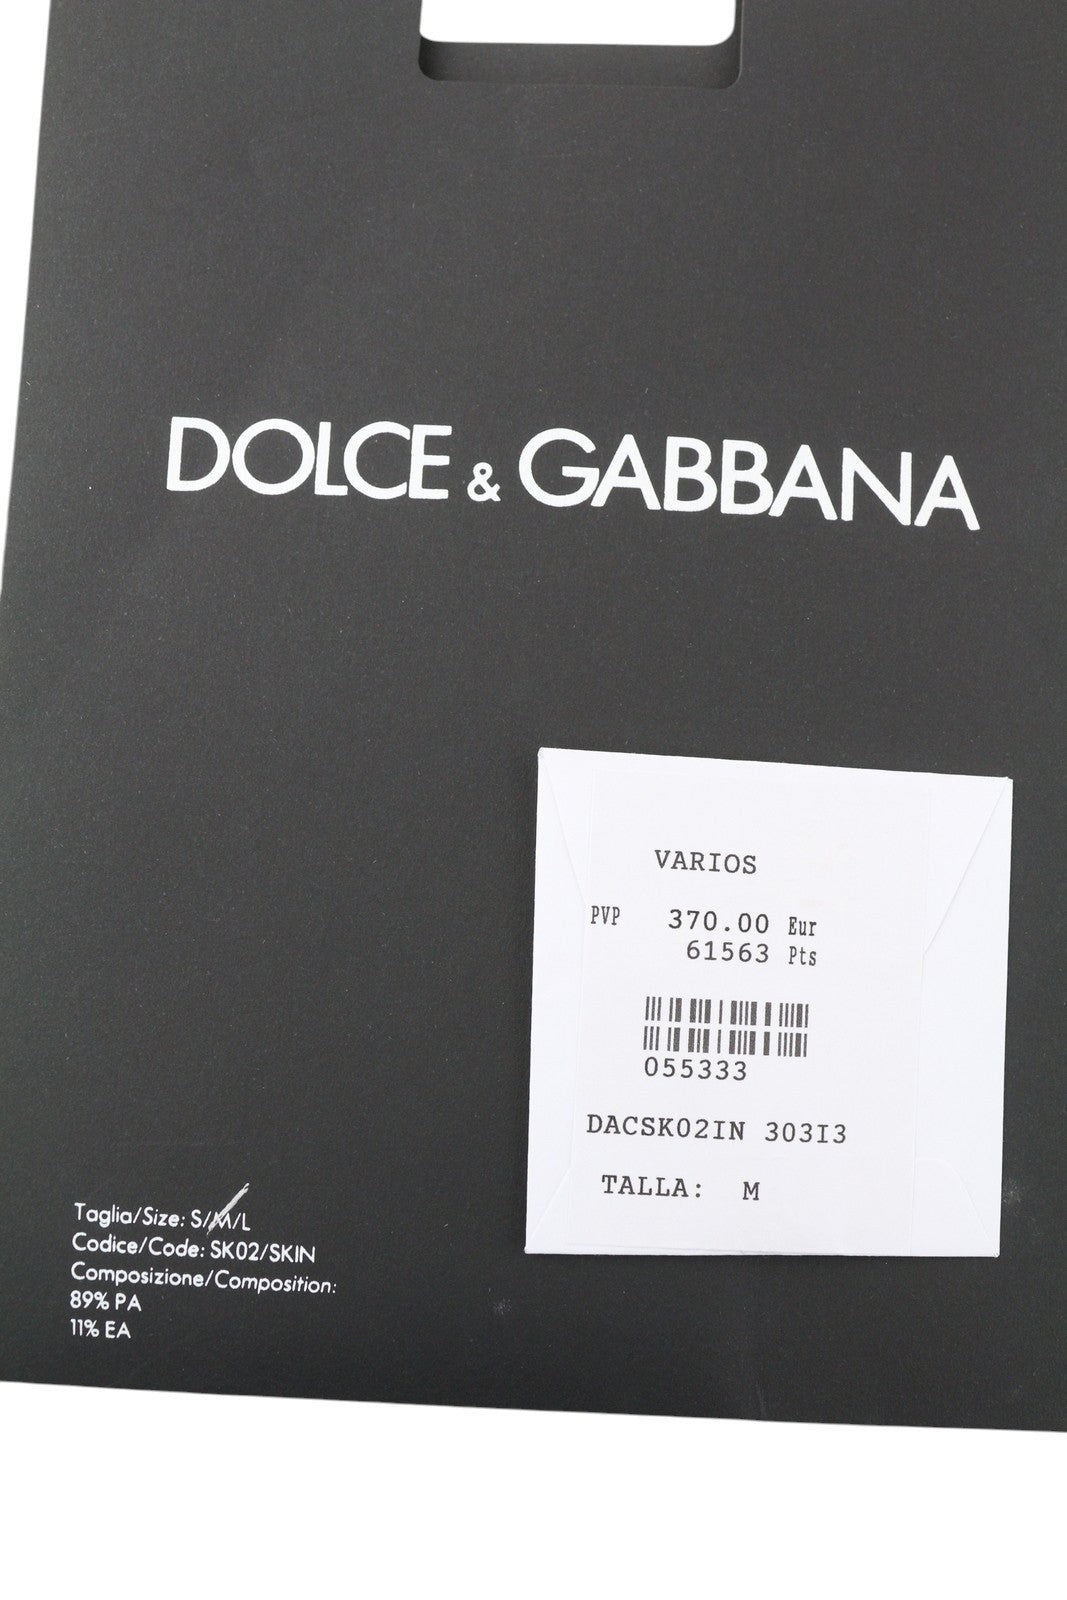 DOLCE & GABBANA
VARIOS
PVP 370.00 Eur
61563 Pts
055333
DACSK02IN 303I3
TALLA: M
Taglia/Size: S/M/L
Codice/Code: SK02/SKIN
Composizione/Composition:
89% PA
11% EA